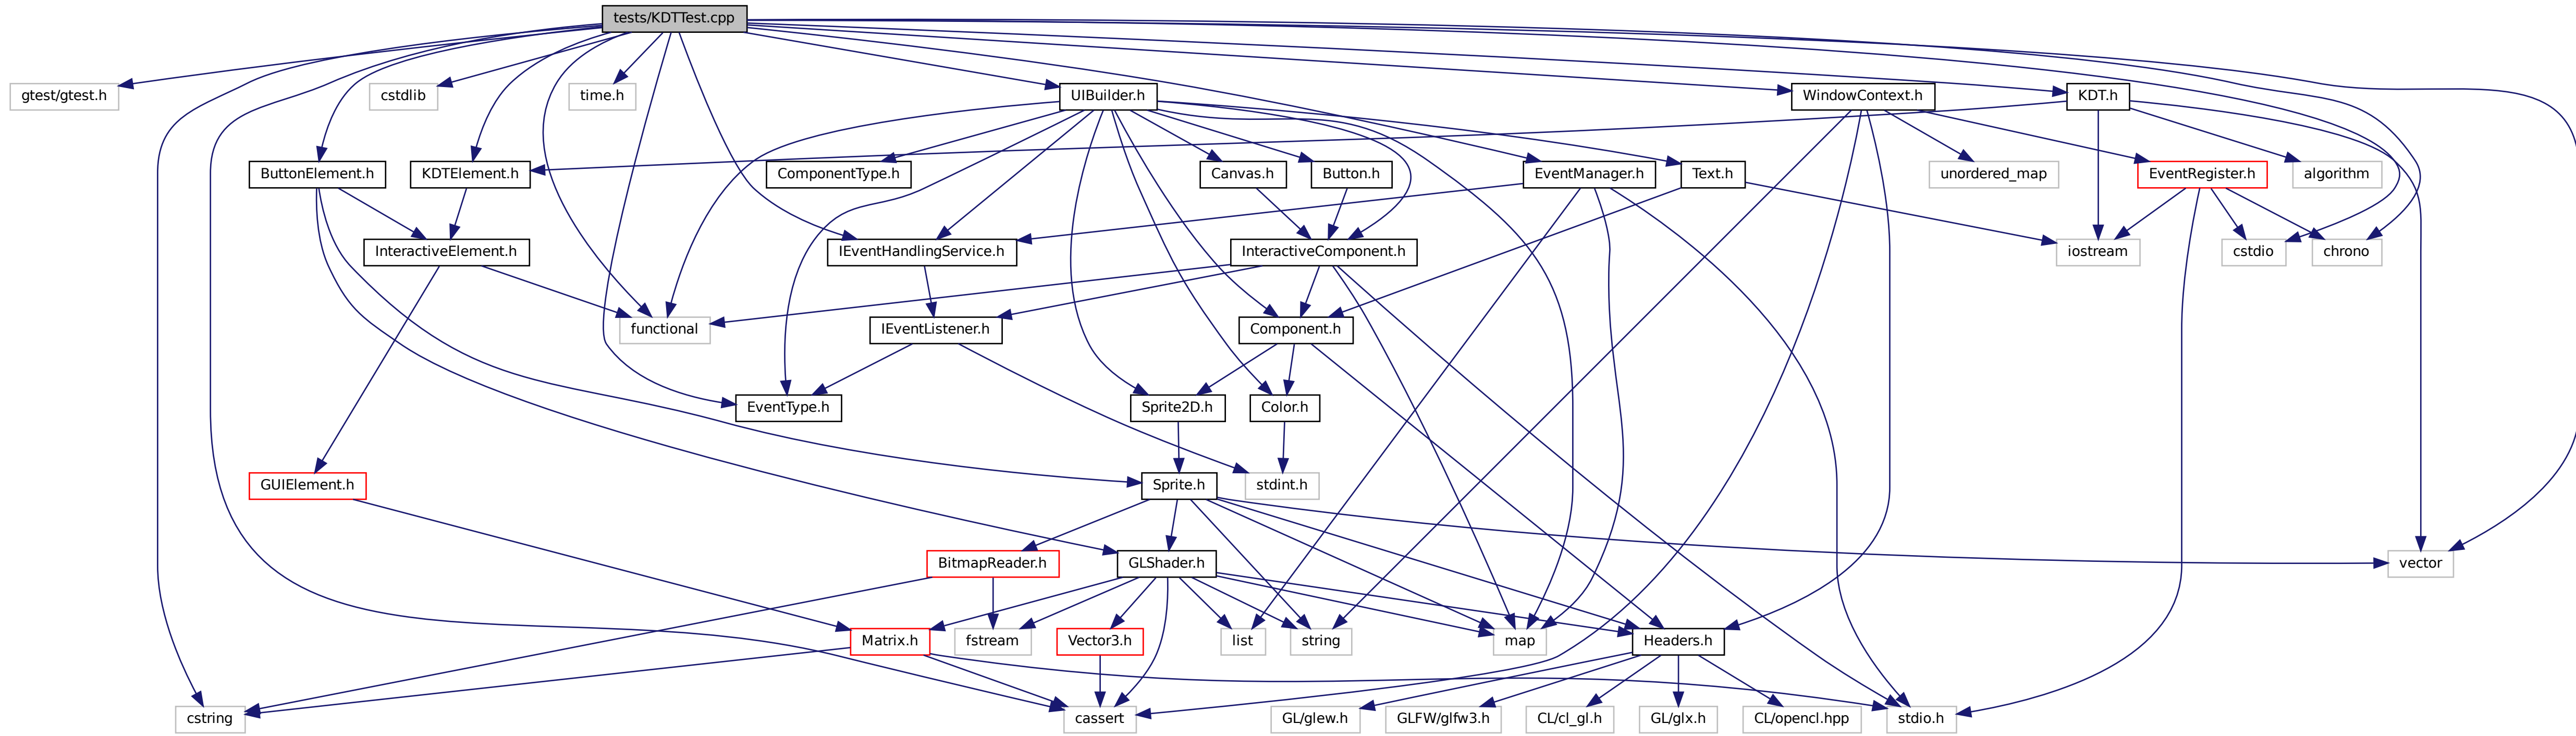 tests/KDTTest.cpp
gtest/gtest.h
cstdlib
time.h
UIBuilder.h
WindowContext.h
KDT.h
ButtonElement.h
KDTElement.h
ComponentType.h
Canvas.h
Button.h
EventManager.h
Text.h
unordered_map
EventRegister.h
algorithm
InteractiveElement.h
IEventHandlingService.h
InteractiveComponent.h
iostream
cstdio
chrono
functional
IEventListener.h
Component.h
EventType.h
Sprite2D.h
Color.h
GUIElement.h
Sprite.h
stdint.h
BitmapReader.h
GLShader.h
vector
Matrix.h
fstream
Vector3.h
list
string
map
Headers.h
cstring
cassert
GL/glew.h
GLFW/glfw3.h
CL/cl_gl.h
GL/glx.h
CL/opencl.hpp
stdio.h